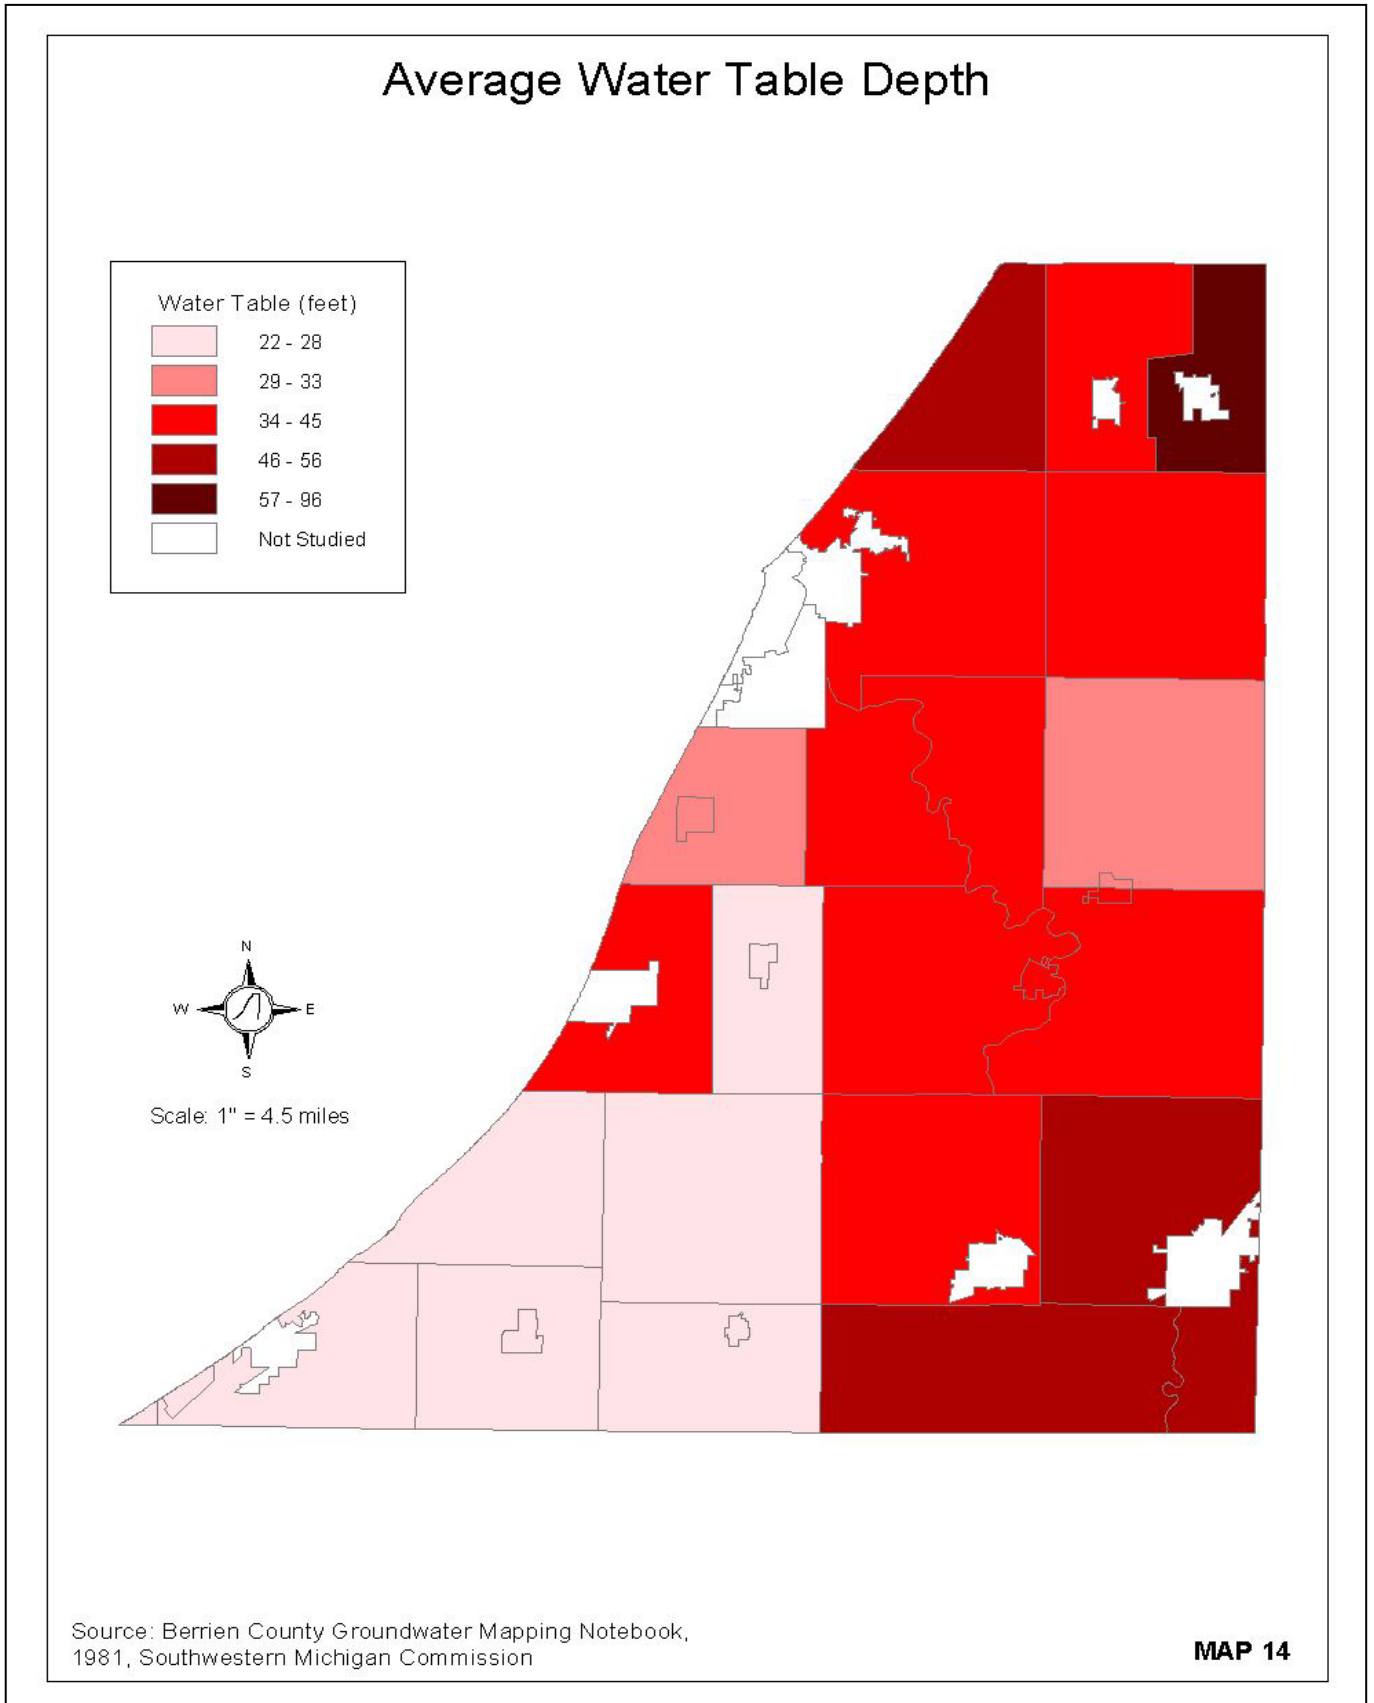 Average Water Table Depth
Water Table (feet)
22 - 28
29 - 33
34 - 45
46 - 56
57 - 96
Not Studied
N
W E
S
Scale: 1" = 4.5 miles
Source: Berrien County Groundwater Mapping Notebook,
1981, Southwestern Michigan Commission
MAP 14